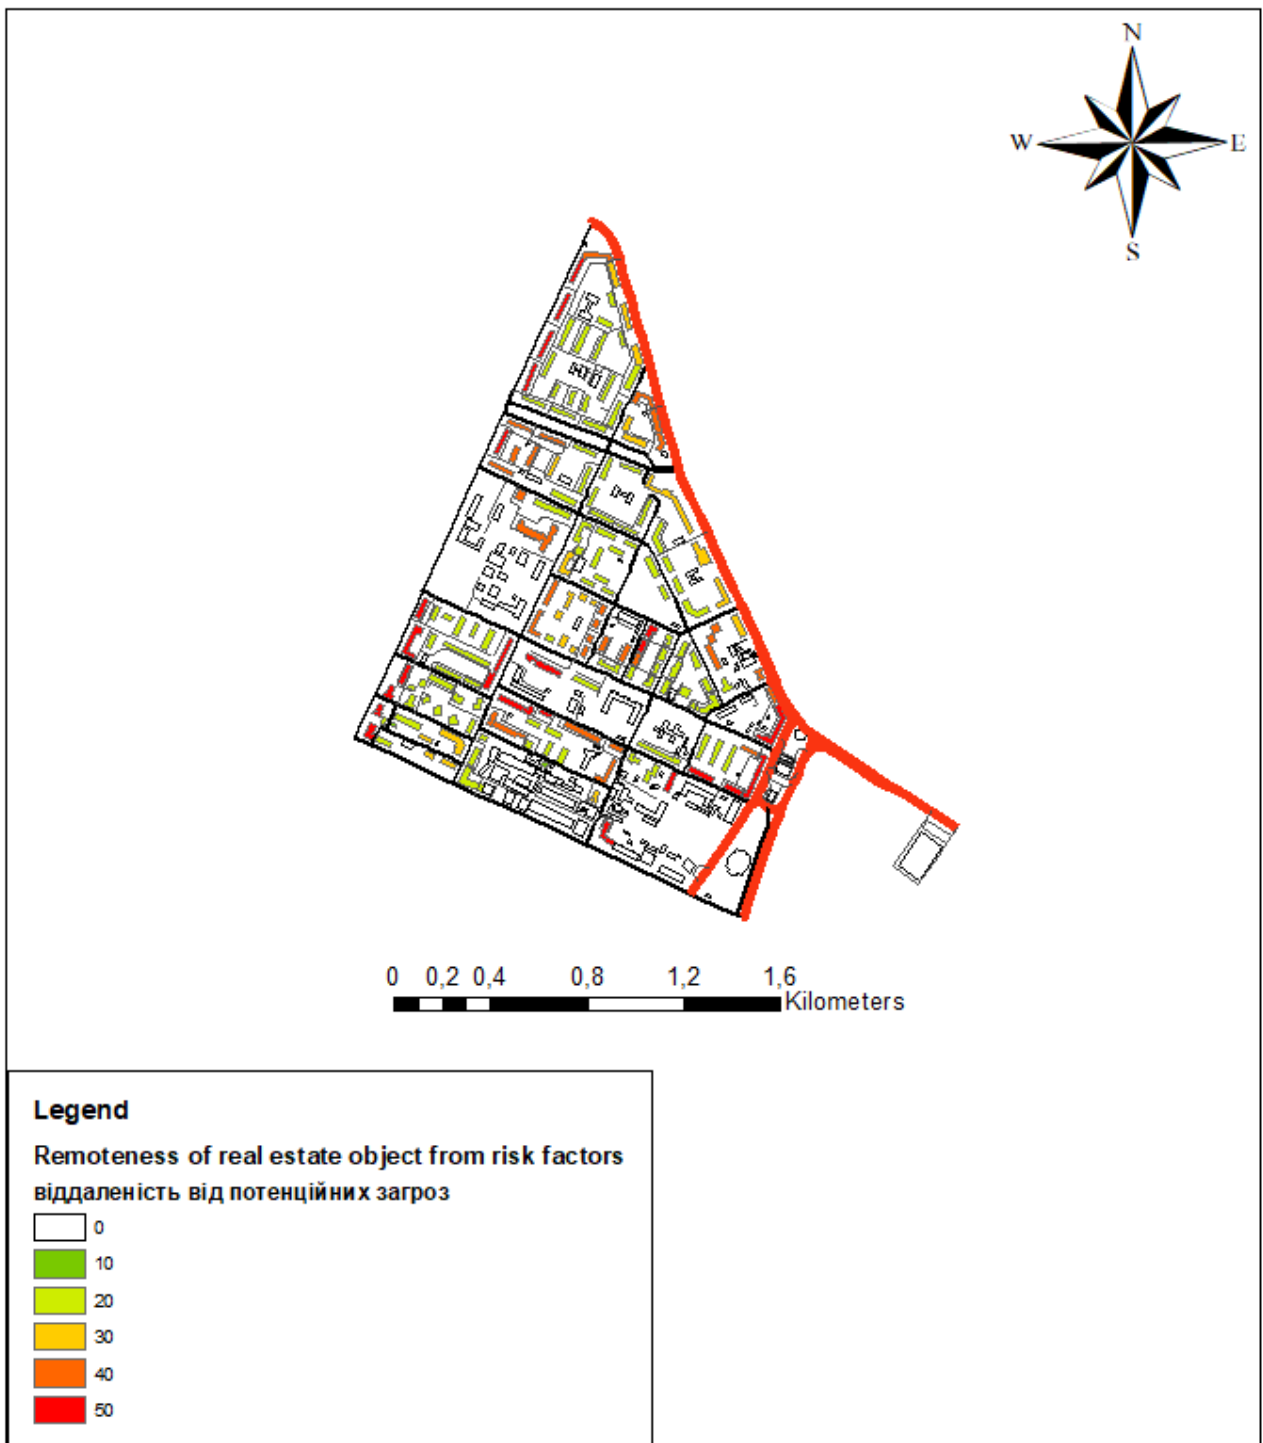 N
W E
S
0 0,2 0,4 0,8 1,2 1,6
Kilometers
Legend
Remoteness of real estate object from risk factors
віддаленість від потенційних загроз
0
10
20
30
40
50